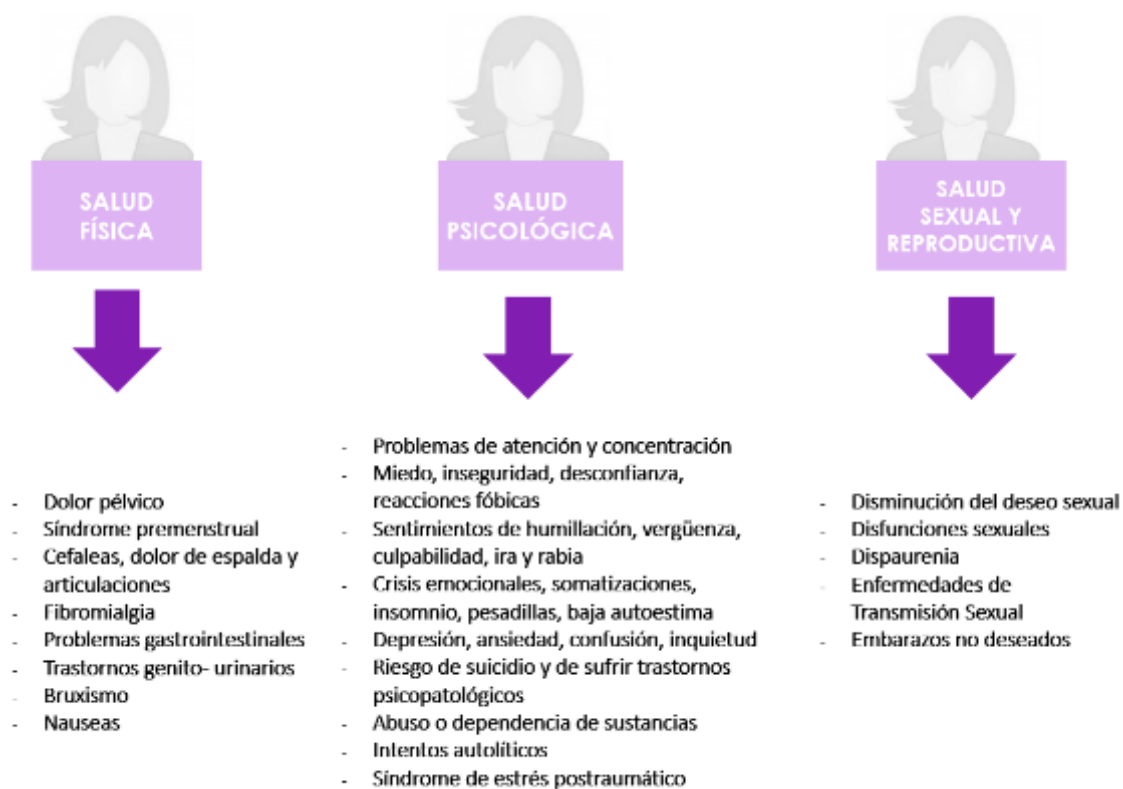 SALUD
FÍSICA
- Dolor pélvico
- Síndrome premenstrual
- Cefaleas, dolor de espalda y
articulaciones
- Fibromialgia
- Problemas gastrointestinales
- Trastornos genito- urinarios
- Bruxismo
- Nauseas
SALUD
PSICOLÓGICA
- Problemas de atención y concentración
- Miedo, inseguridad, desconfianza,
reacciones fóbicas
- Sentimientos de humillación, vergüenza,
culpabilidad, ira y rabia
- Crisis emocionales, somatizaciones,
insomnio, pesadillas, baja autoestima
- Depresión, ansiedad, confusión, inquietud
- Riesgo de suicidio y de sufrir trastornos
psicopatológicos
- Abuso o dependencia de sustancias
- Intentos autolíticos
- Síndrome de estrés postraumático
SALUD
SEXUAL Y
REPRODUCTIVA
- Disminución del deseo sexual
- Disfunciones sexuales
- Dispaurenia
- Enfermedades de
Transmisión Sexual
- Embarazos no deseados